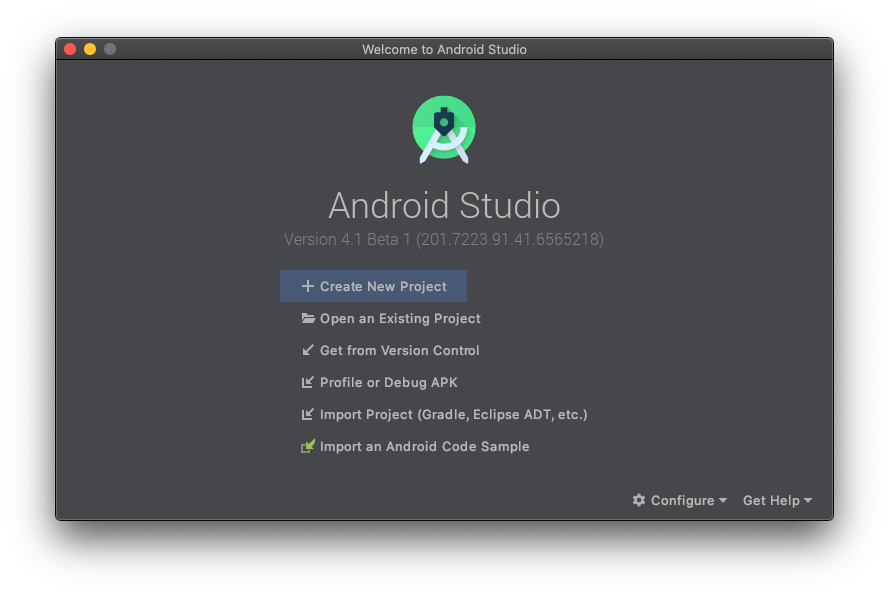 Welcome to Android Studio
Android Studio
Version 4.1 Beta 1 (201.7223.91.41.6565218)
Create New Project
Open an Existing Project
Get from Version Control
Profile or Debug APK
Import Project (Gradle, Eclipse ADT, etc.)
Import an Android Code Sample
Configure Get Help